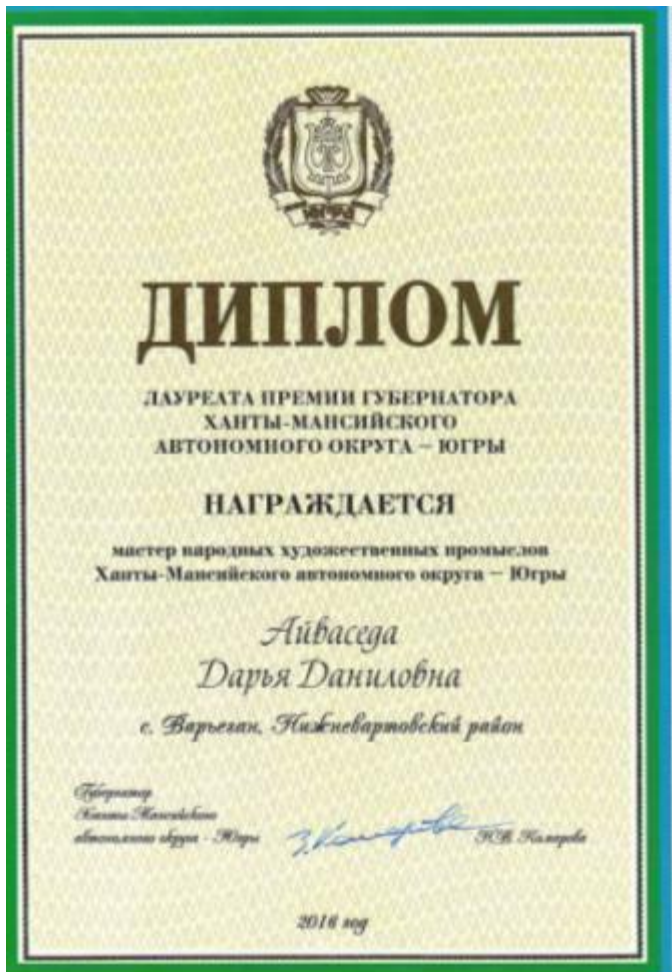 ЮГРА
ДИПЛОМ
ЛАУРЕАТА ПРЕМИИ ГУБЕРНАТОРА
ХАНТЫ-МАНСИЙСКОГО
АВТОНОМНОГО ОКРУГА – ЮГРЫ
НАГРАЖДАЕТСЯ
мастер народных художественных промыслов
Ханты-Мансийского автономного округа – Югры
Айваседа
Дарья Даниловна
с. Варьеган, Нижневартовский район
Губернатор
Ханты-Мансийского
автономного округа - Югры
Н.В. Комарова
2016 год